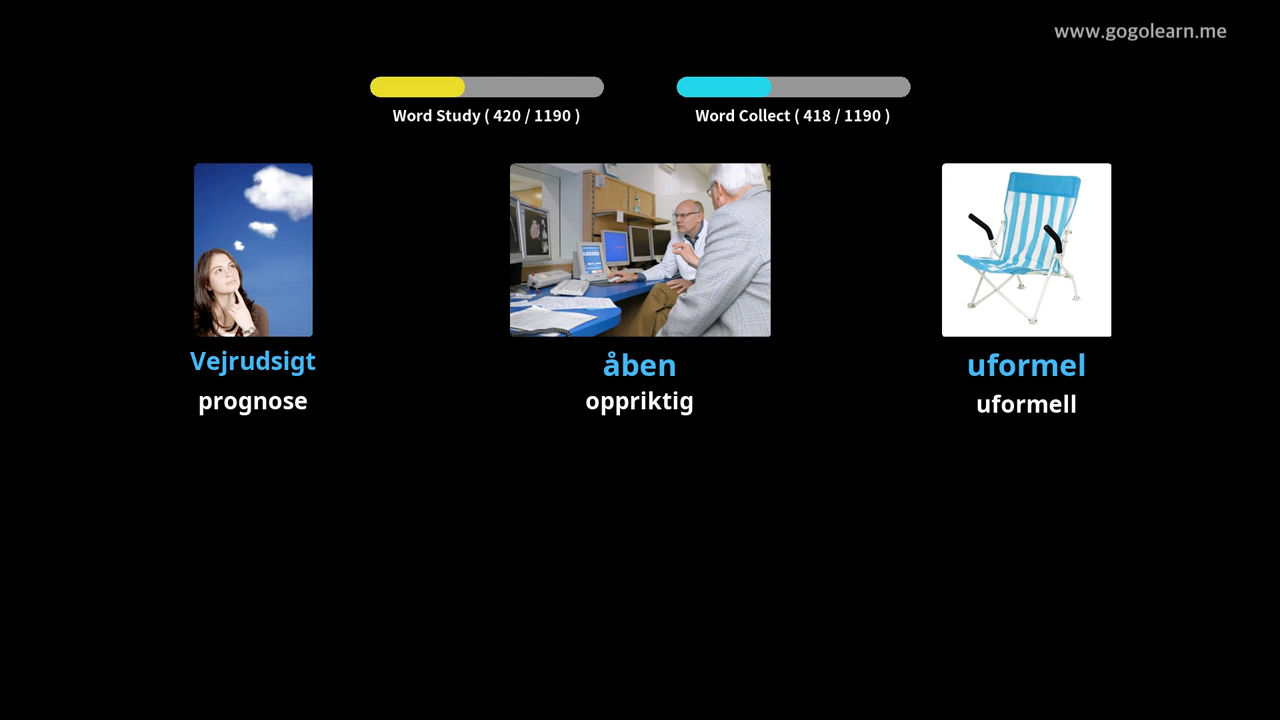 www.gogolearn.me
Word Study ( 420 / 1190 )
Word Collect ( 418 / 1190 )
Vejrudsigt
prognose
åben
oppriktig
uformel
uformell